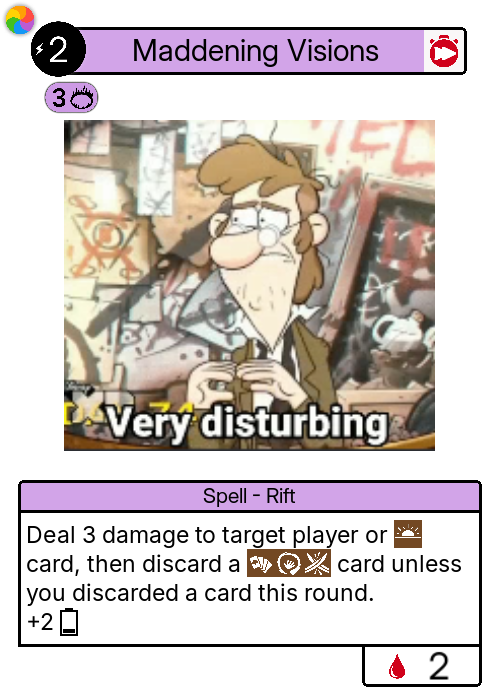 2
Maddening Visions
3
Very disturbing
Spell - Rift
Deal 3 damage to target player or
card, then discard a card unless
you discarded a card this round.
+2
2